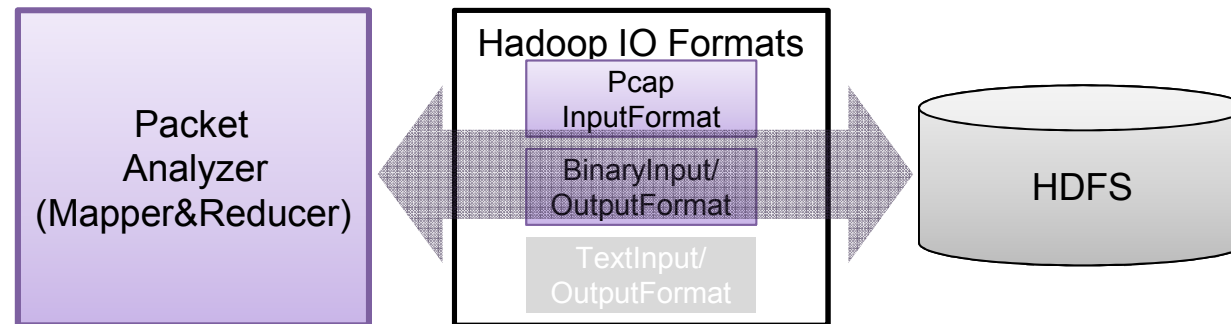 Packet
Analyzer
(Mapper&Reducer)
Hadoop IO Formats
Pcap
InputFormat
BinaryInput/
OutputFormat
TextInput/
OutputFormat
HDFS